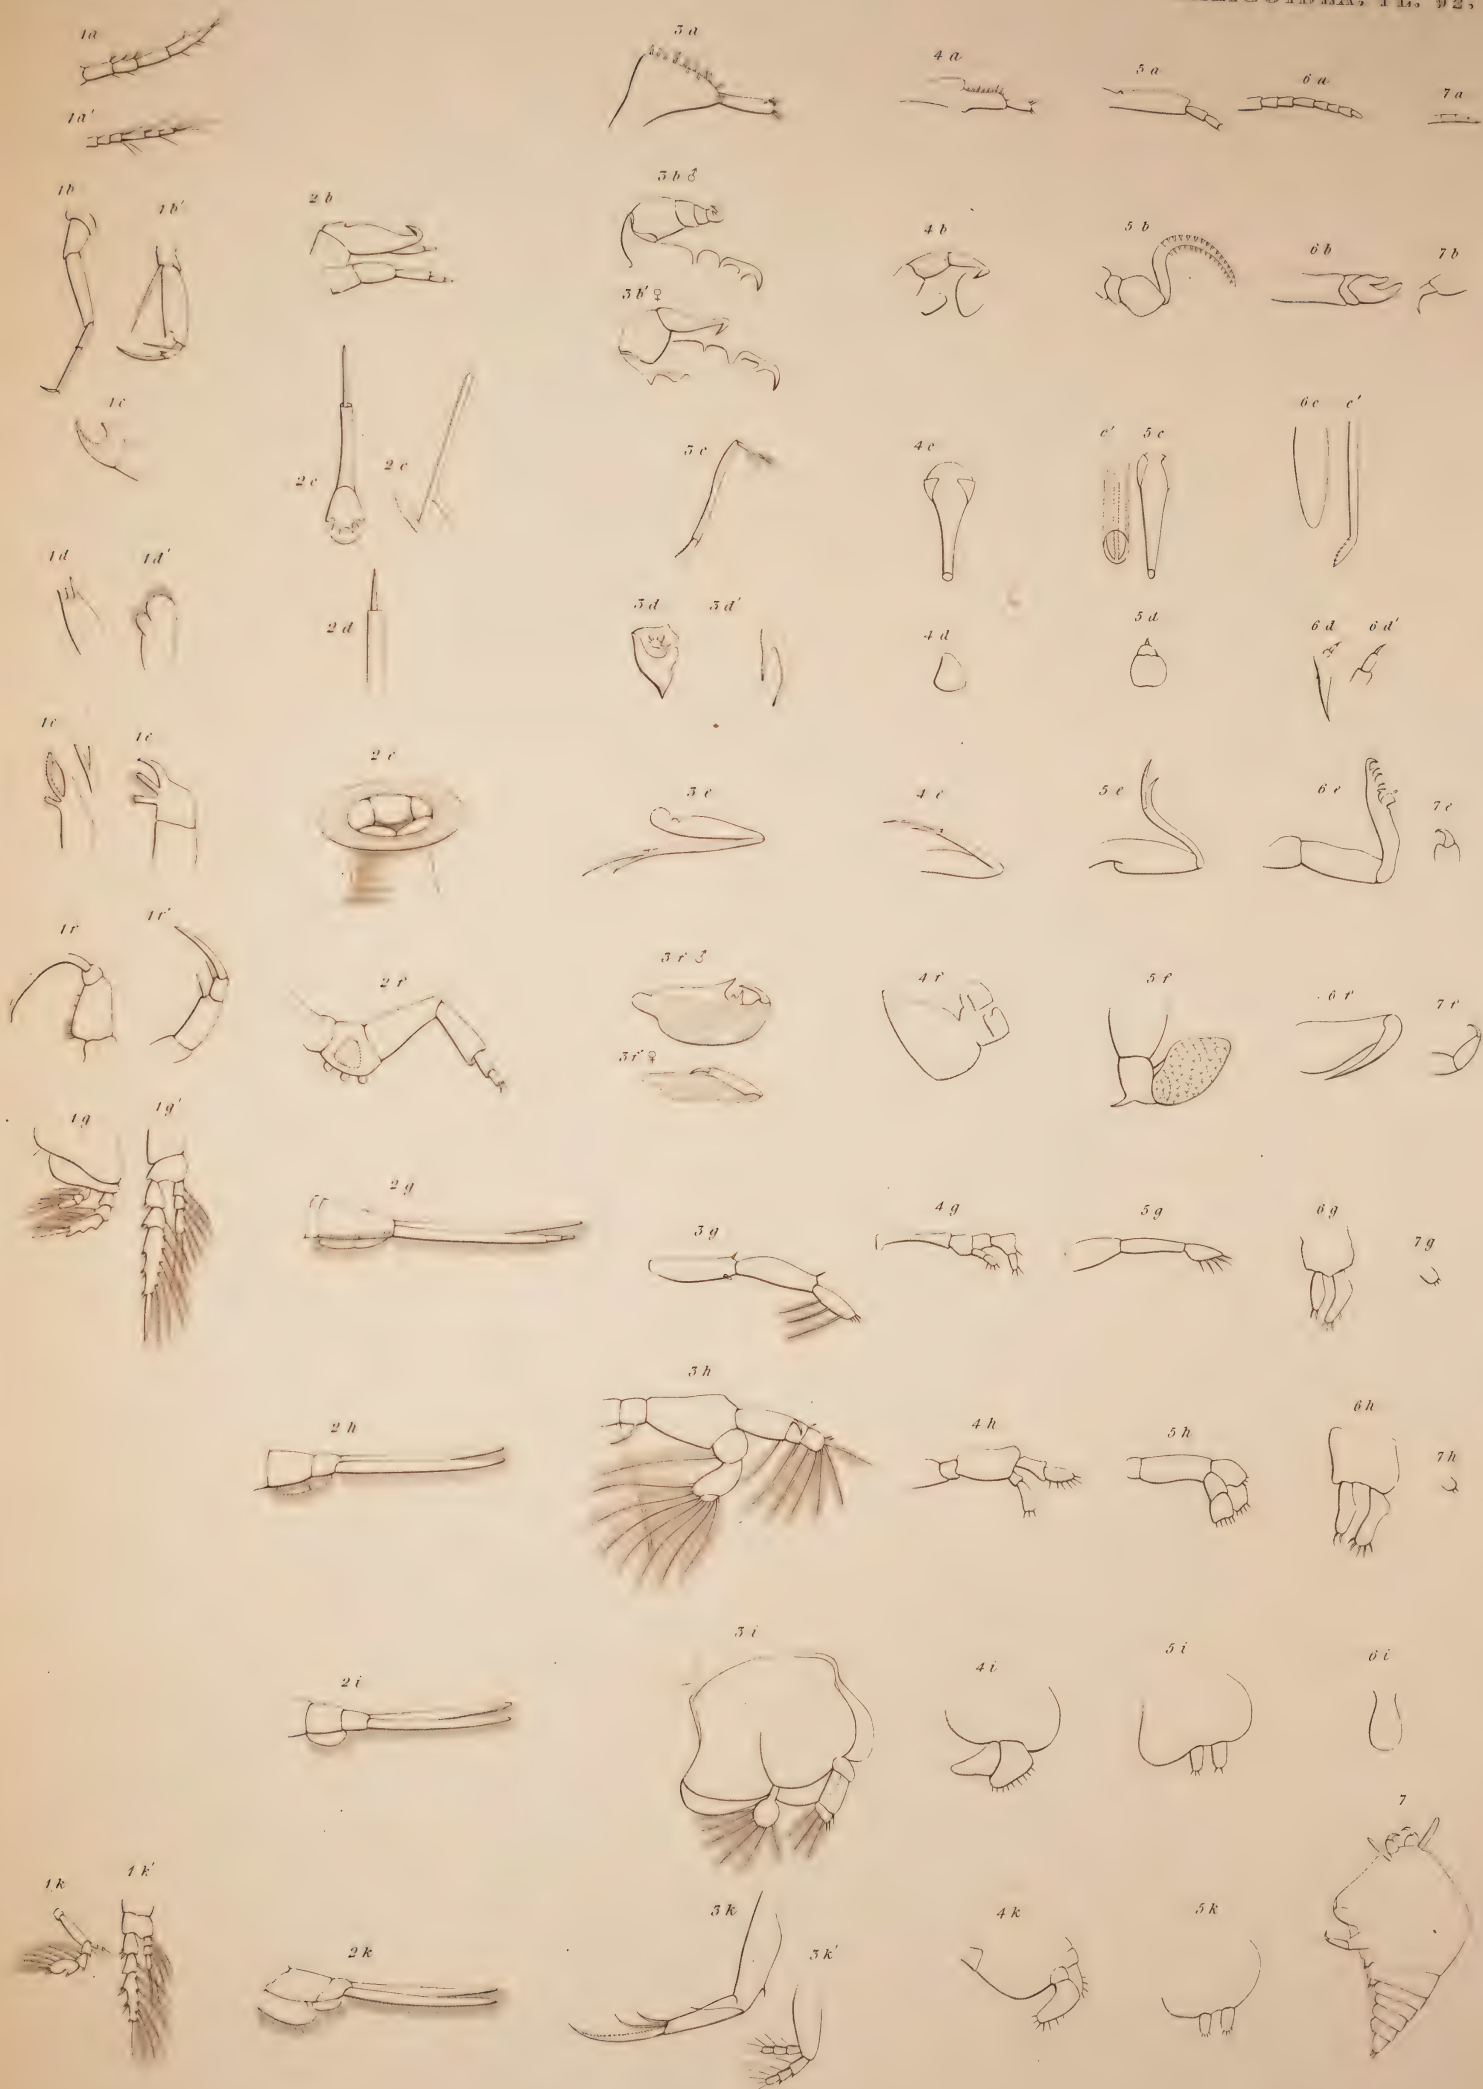 PL. 92.
1a 3a 4a 5a 6a 7a
1a'
1b 1b' 2b 3b ♂ 4b 5b 6b 7b
3b' ♀
1c 2c 2c 3c 4c c' 5c 6c c'
1d 1d' 2d 3d 3d' 4d 5d 6d 6d'
1e 1e 2e 3e 4e 5e 6e 7e
1f 1f' 2f 3f ♂ 4f 5f 6f 7f
3f' ♀
1g 1g' 2g 3g 4g 5g 6g 7g
2h 3h 4h 5h 6h 7h
2i 3i 4i 5i 6i
7
1k 1k' 2k 3k 3k' 4k 5k